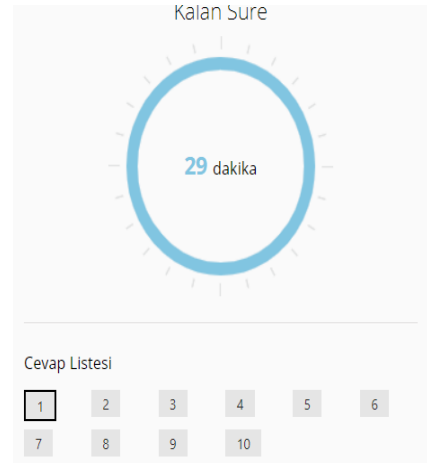 Kalan Süre
29 dakika
Cevap Listesi
1 2 3 4 5 6
7 8 9 10